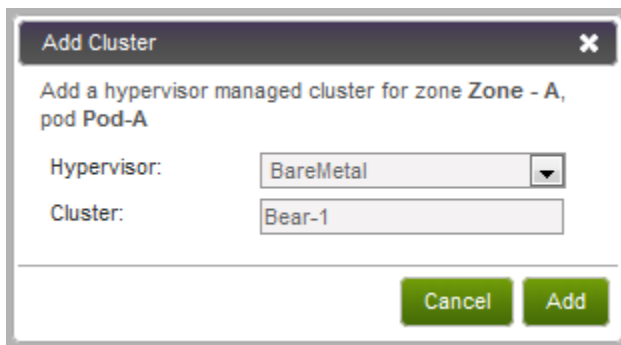 Add Cluster
Add a hypervisor managed cluster for zone Zone - A,
pod Pod-A
Hypervisor: BareMetal
Cluster: Bear-1
Cancel Add